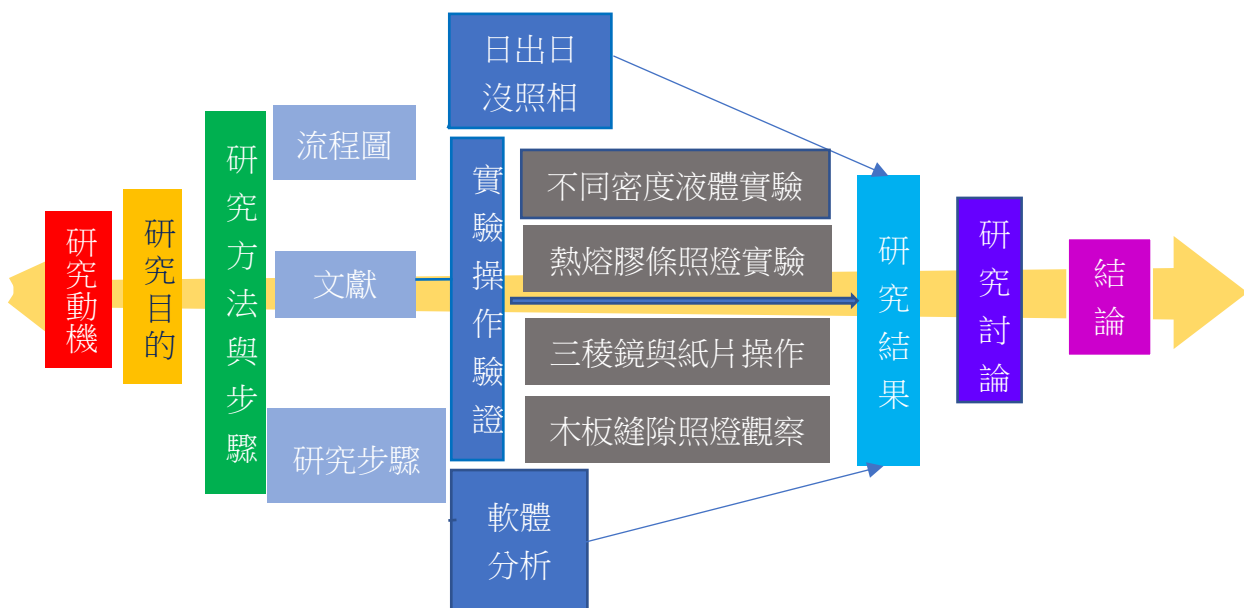 研究動機
研究目的
研究方法與步驟
流程圖
文獻
研究步驟
日出日
沒照相
實驗操作驗證
軟體
分析
不同密度液體實驗
熱熔膠條照燈實驗
三稜鏡與紙片操作
木板縫隙照燈觀察
研究結果
研究討論
結論